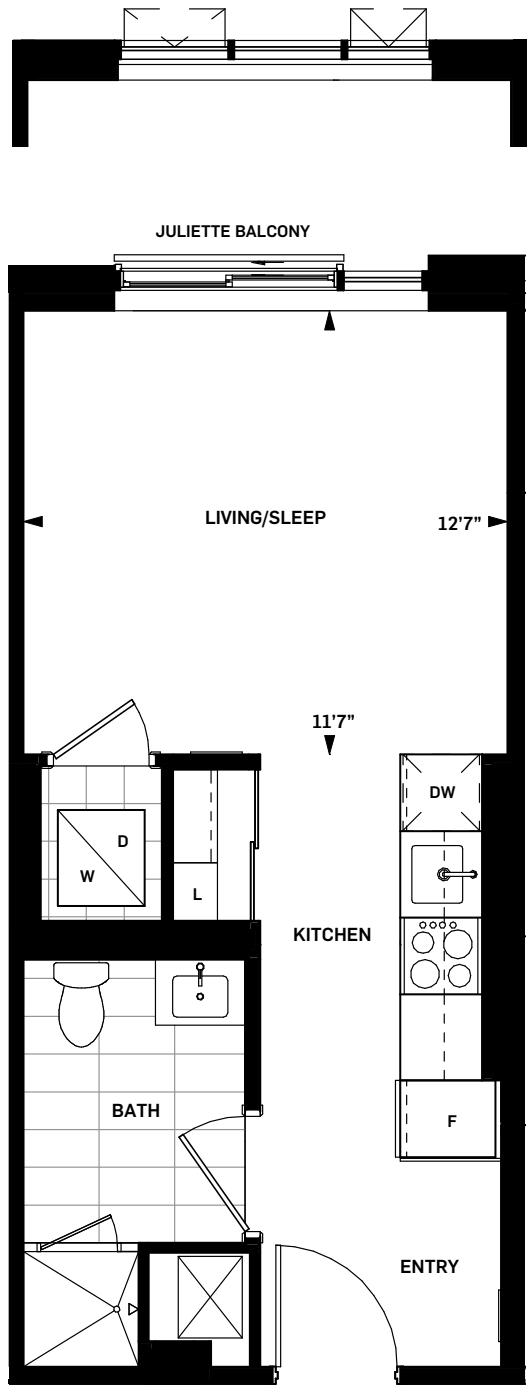 JULIETTE BALCONY
LIVING/SLEEP
12'7"
11'7"
DW
D
W
L
KITCHEN
BATH
F
ENTRY